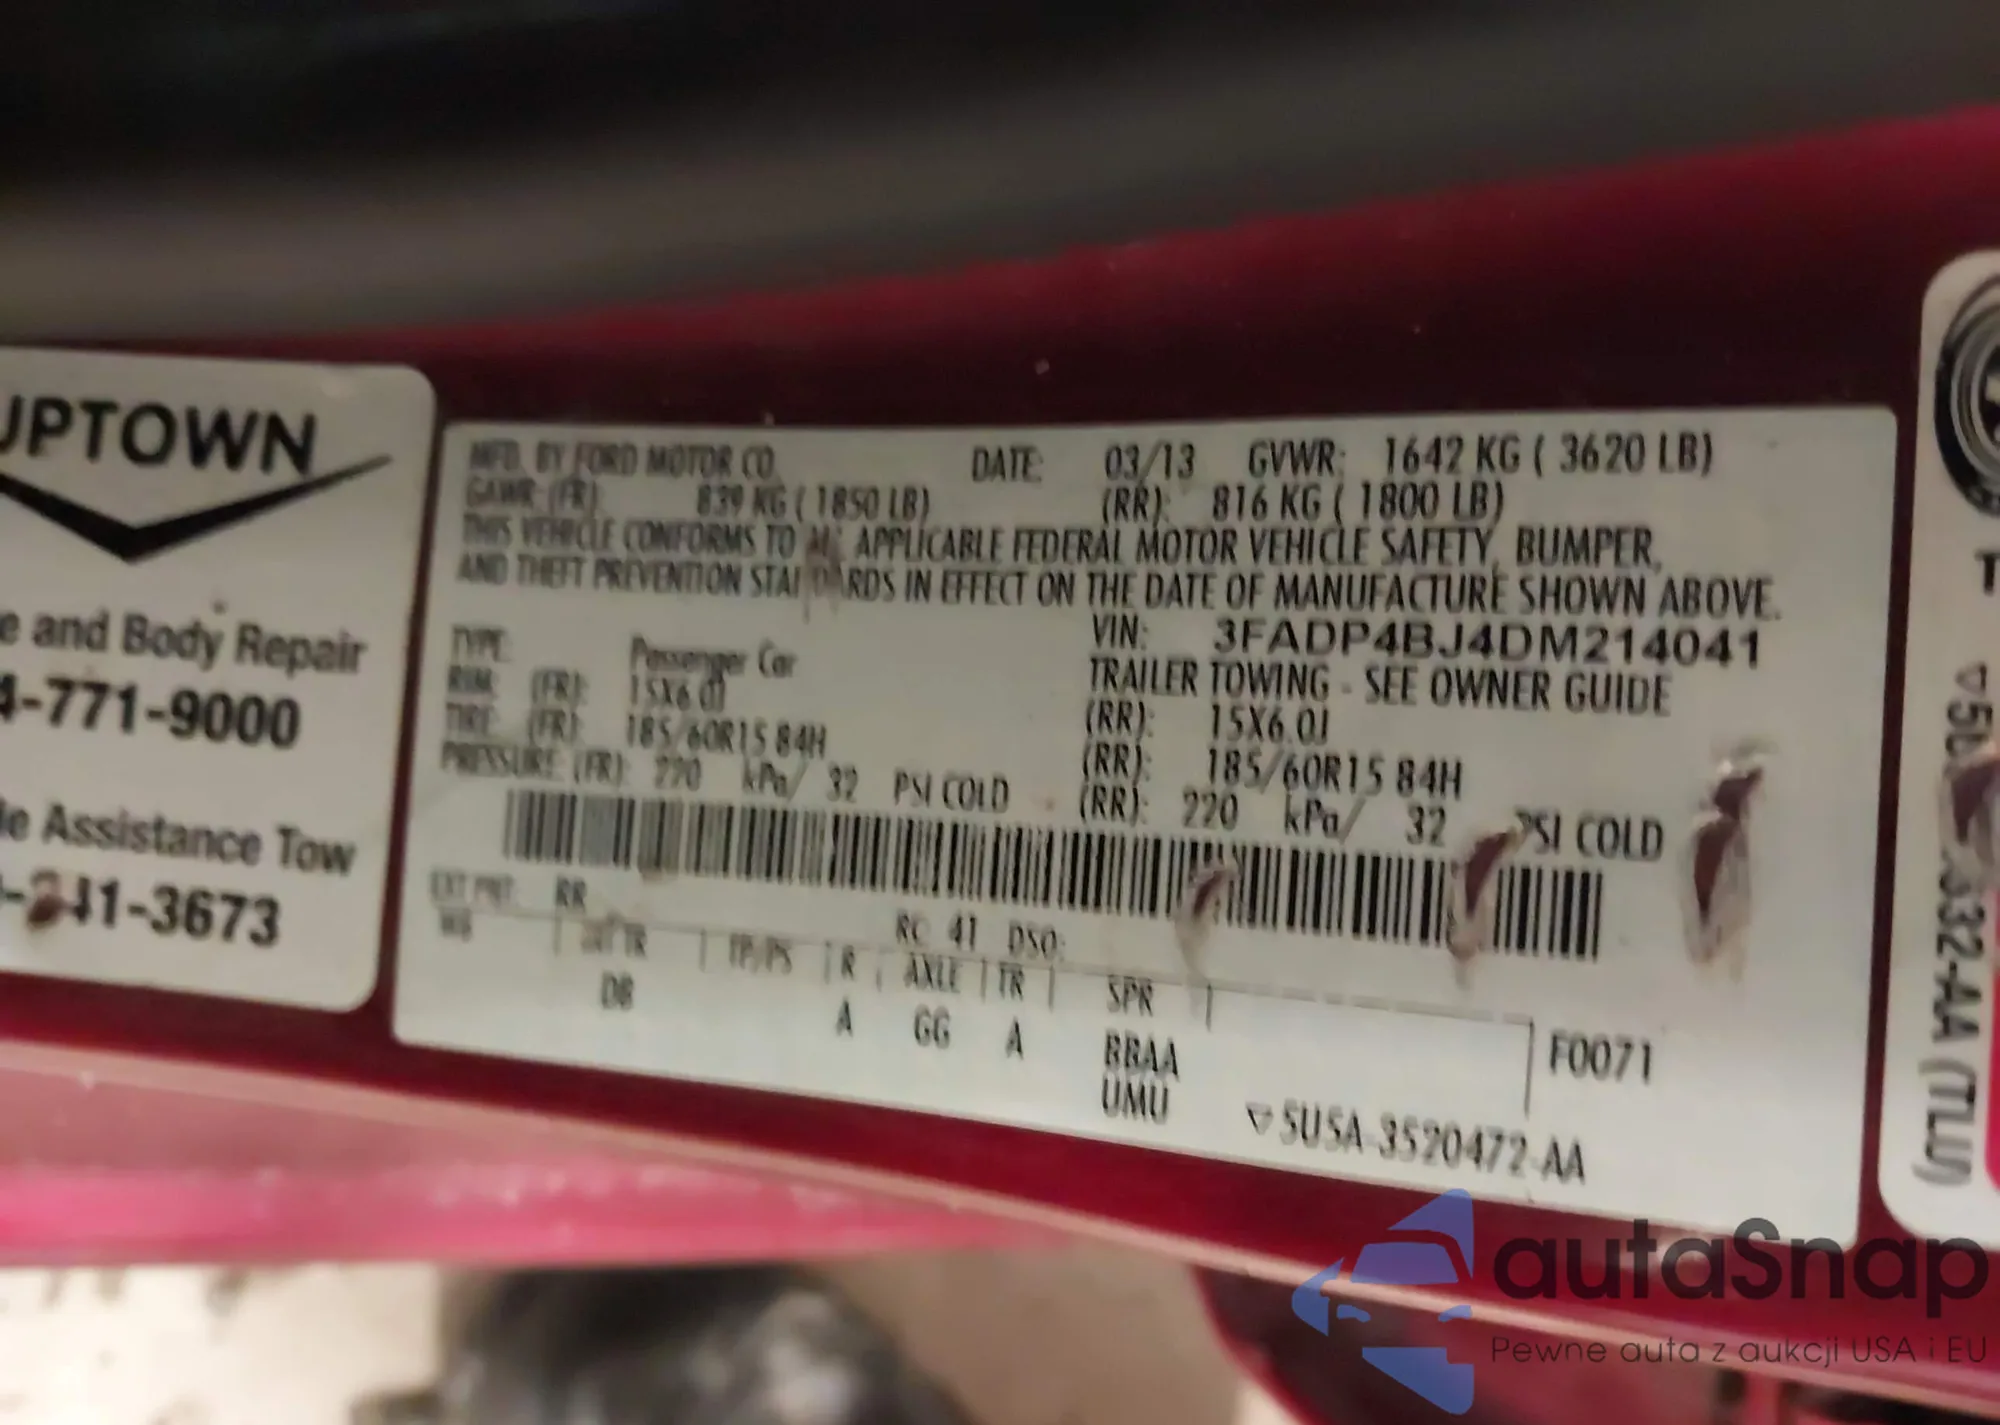 UPTOWN
e and Body Repair
4-771-9000
le Assistance Tow
41-3673
MFD. BY FORD MOTOR CO. DATE: 03/13 GVWR: 1642 KG ( 3620 LB)
GAWR: (FR): 839 KG ( 1850 LB) (RR): 816 KG ( 1800 LB)
THIS VEHICLE CONFORMS TO ALL APPLICABLE FEDERAL MOTOR VEHICLE SAFETY, BUMPER,
AND THEFT PREVENTION STANDARDS IN EFFECT ON THE DATE OF MANUFACTURE SHOWN ABOVE.
VIN: 3FADP4BJ4DM214041
TYPE: Passenger Car TRAILER TOWING - SEE OWNER GUIDE
RIM: (FR): 15X6.0J (RR): 15X6.0J
TIRE: (FR): 185/60R15 84H (RR): 185/60R15 84H
PRESSURE: (FR): 220 kPa/ 32 PSI COLD (RR): 220 kPa/ 32 PSI COLD
EXT PNT: RR RC: 41 DSO:
WB INT TR TP/PS R AXLE TR SPR F0071
DB A GG A BBAA
UMU ▽5U5A-3520472-AA
332-AA (TLU)
autaSnap
Pewne auta z aukcji USA i EU